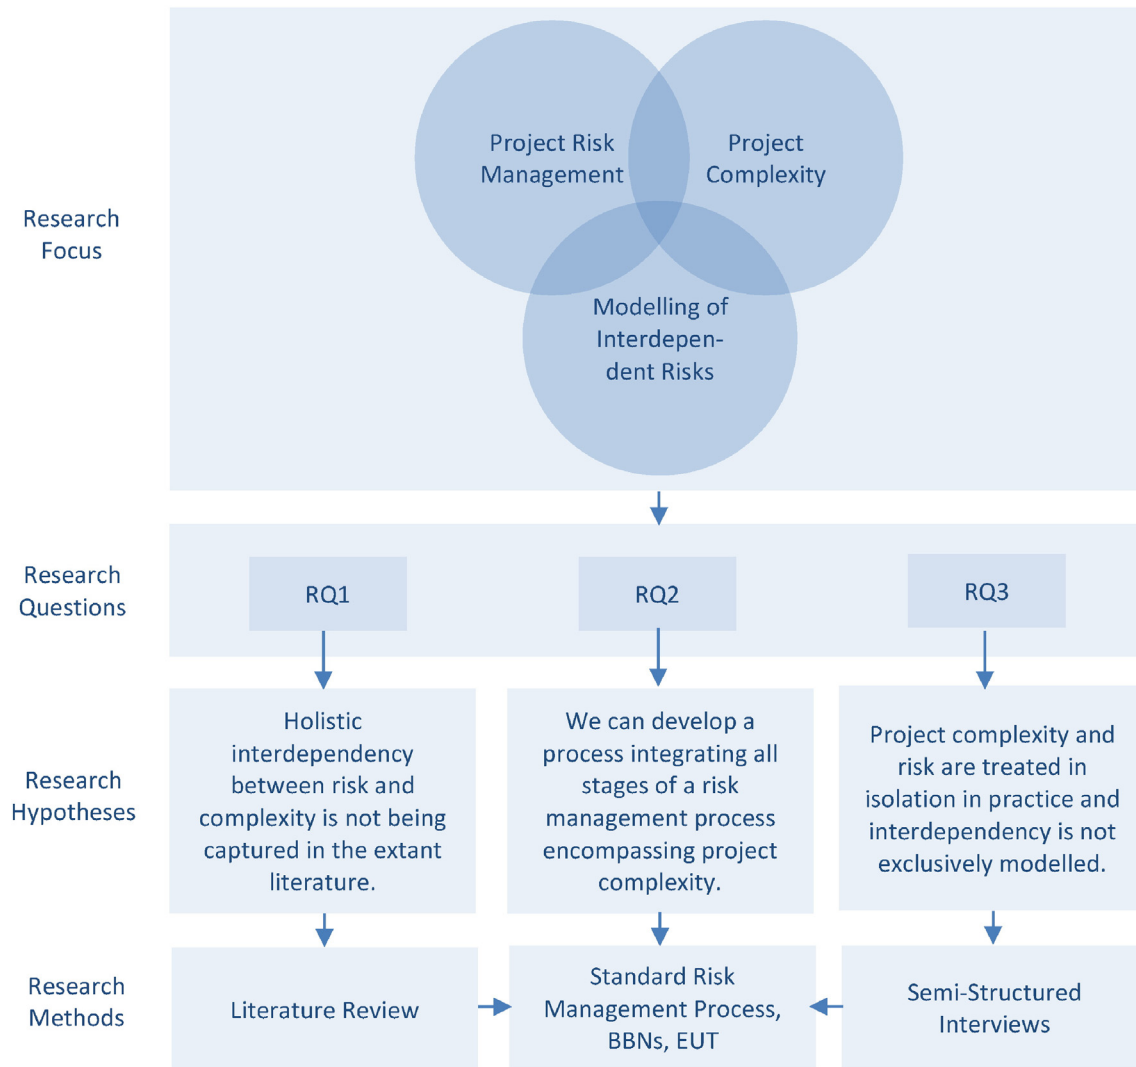 Research
Focus
Project Risk
Management
Project
Complexity
Modelling of
Interdepen-
dent Risks
Research
Questions
RQ1
RQ2
RQ3
Research
Hypotheses
Holistic
interdependency
between risk and
complexity is not being
captured in the extant
literature.
We can develop a
process integrating all
stages of a risk
management process
encompassing project
complexity.
Project complexity and
risk are treated in
isolation in practice and
interdependency is not
exclusively modelled.
Research
Methods
Literature Review
Standard Risk
Management Process,
BBNs, EUT
Semi-Structured
Interviews